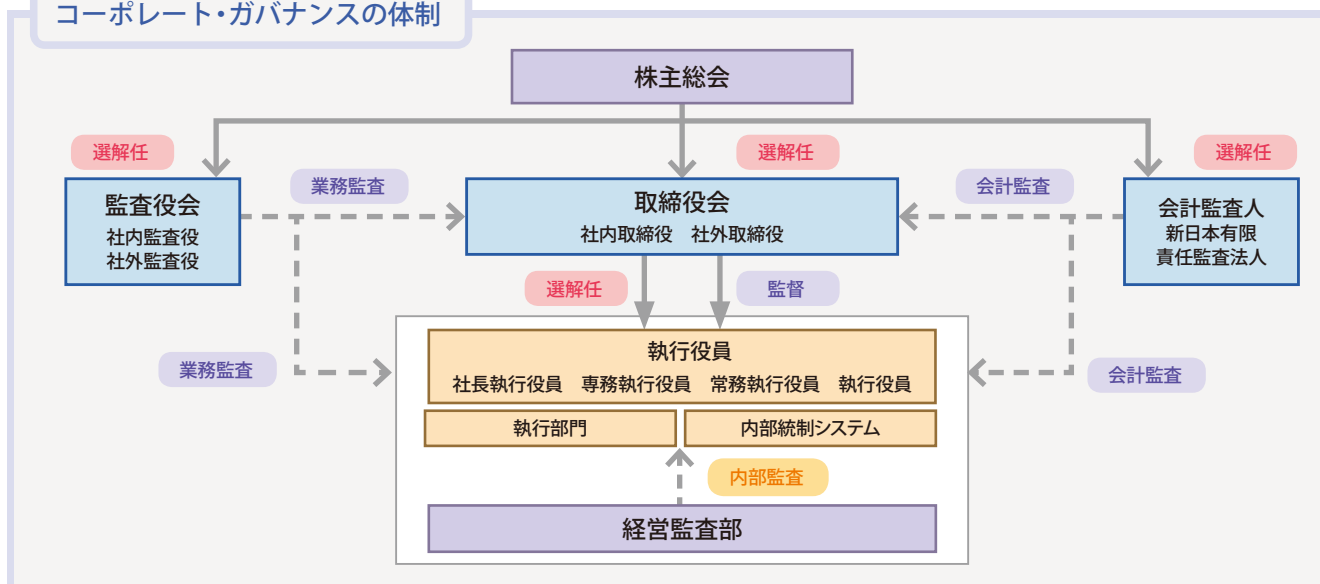 コーポレート・ガバナンスの体制
株主総会
選解任
選解任
選解任
業務監査
会計監査
監査役会
社内監査役
社外監査役
取締役会
社内取締役 社外取締役
会計監査人
新日本有限
責任監査法人
選解任
監督
業務監査
会計監査
執行役員
社長執行役員 専務執行役員 常務執行役員 執行役員
執行部門
内部統制システム
内部監査
経営監査部